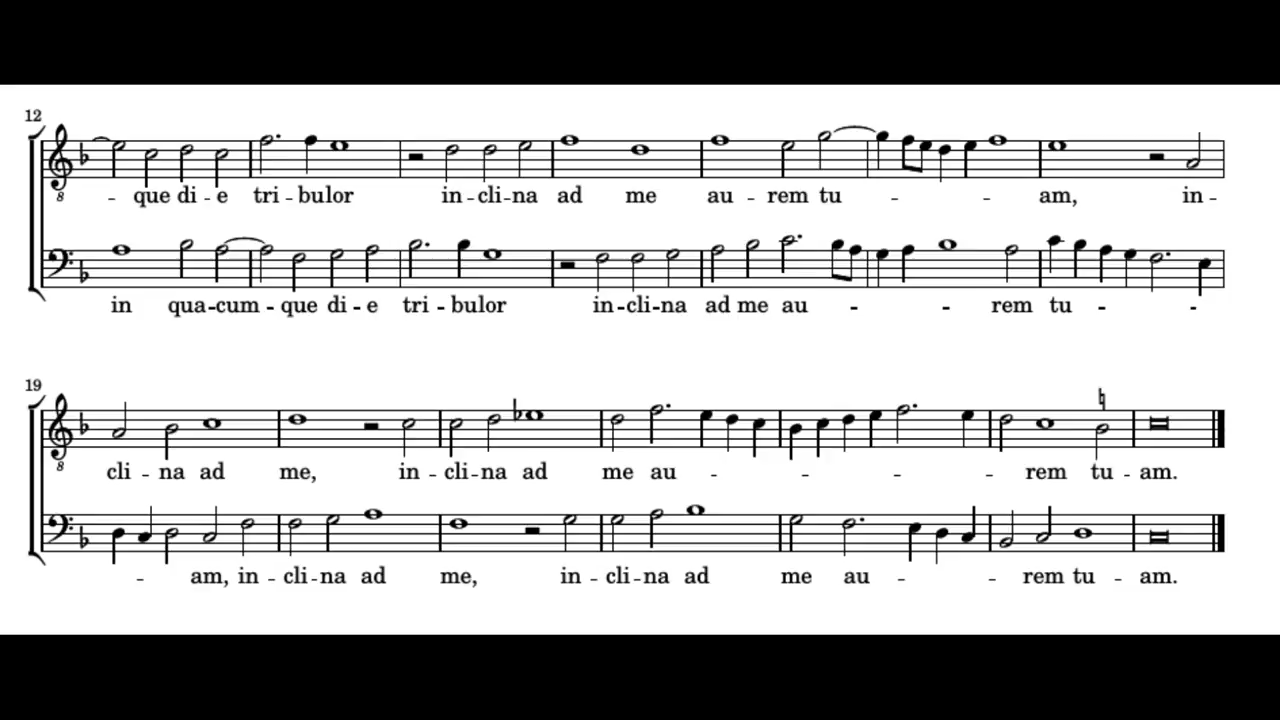 12
8
- que di - e tri - bulor in - cli - na ad me au - rem tu - - - - am, in -
in qua - cum - que di - e tri - bulor in - cli - na ad me au - - - rem tu - - -
19
8
cli - na ad me, in - cli - na ad me au - - - - - - - rem tu - am.
- am, in - cli - na ad me, in - cli - na ad me au - - - rem tu - am.